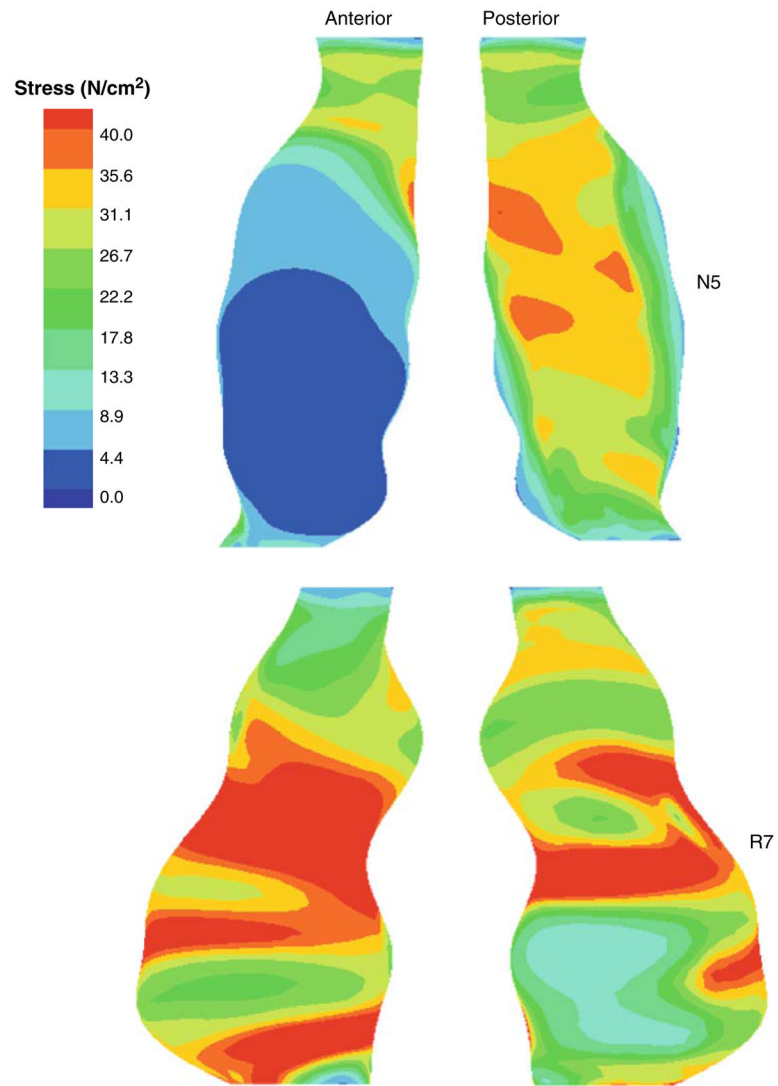 Anterior
Posterior
Stress (N/cm²)
40.0
35.6
31.1
26.7
22.2
17.8
13.3
8.9
4.4
0.0
N5
R7